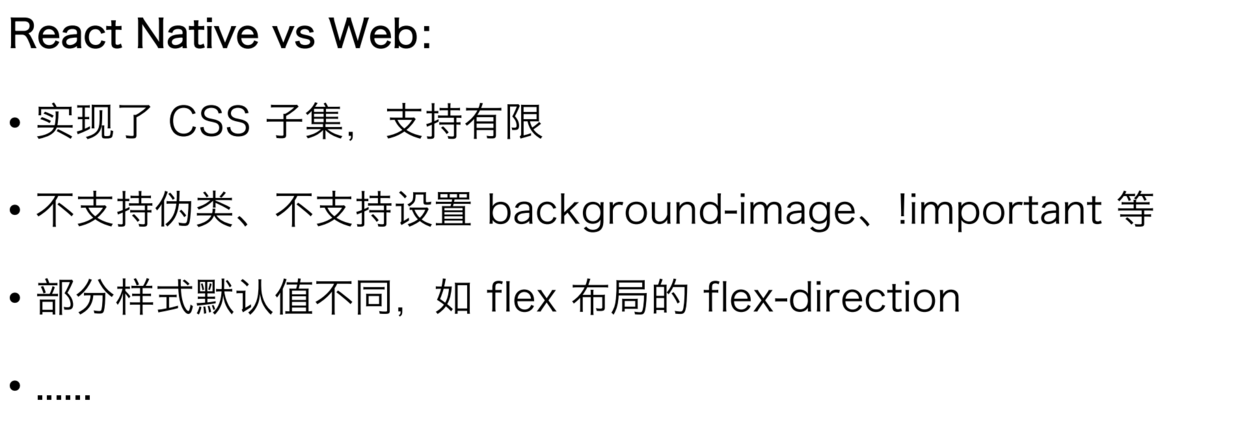 React Native vs Web：
• 实现了 CSS 子集，支持有限
• 不支持伪类、不支持设置 background-image、!important 等
• 部分样式默认值不同，如 flex 布局的 flex-direction
• ......